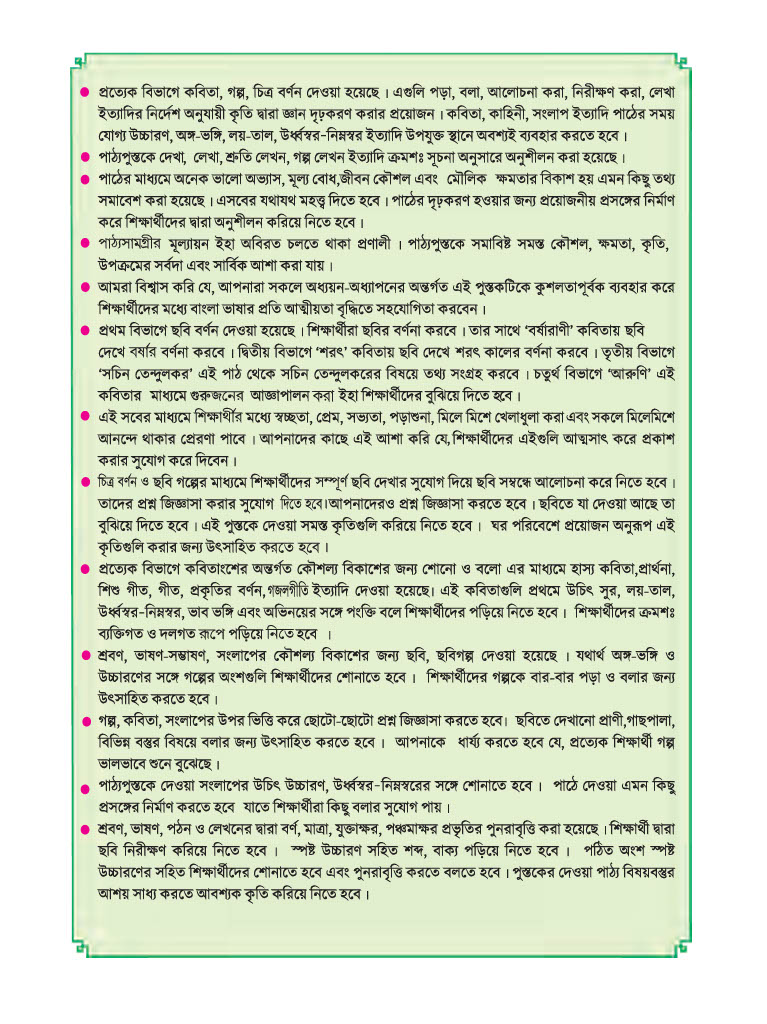 ● প্রত্যেক বিভাগে কবিতা, গল্প, চিত্র বর্ণন দেওয়া হয়েছে । এগুলি পড়া, বলা, আলোচনা করা, নিরীক্ষণ করা, লেখা
ইত্যাদির নির্দেশ অনুযায়ী কৃতি দ্বারা জ্ঞান দৃঢ়করণ করার প্রয়োজন । কবিতা, কাহিনী, সংলাপ ইত্যাদি পাঠের সময়
যোগ্য উচ্চারণ, অঙ্গ-ভঙ্গি, লয়-তাল, উর্ধ্বস্বর-নিম্নস্বর ইত্যাদি উপযুক্ত স্থানে অবশ্যই ব্যবহার করতে হবে ।
● পাঠ্যপুস্তকে দেখা, লেখা, শ্রুতি লেখন, গল্প লেখন ইত্যাদি ক্রমশঃ সূচনা অনুসারে অনুশীলন করা হয়েছে ।
● পাঠের মাধ্যমে অনেক ভালো অভ্যাস, মূল্য বোধ,জীবন কৌশল এবং মৌলিক ক্ষমতার বিকাশ হয় এমন কিছু তথ্য
সমাবেশ করা হয়েছে । এসবের যথাযথ মহত্ত্ব দিতে হবে । পাঠের দৃঢ়করণ হওয়ার জন্য প্রয়োজনীয় প্রসঙ্গের নির্মাণ
করে শিক্ষার্থীদের দ্বারা অনুশীলন করিয়ে নিতে হবে ।
● পাঠ্যসামগ্রীর মূল্যায়ন ইহা অবিরত চলতে থাকা প্রণালী । পাঠ্যপুস্তকে সমাবিষ্ট সমস্ত কৌশল, ক্ষমতা, কৃতি,
উপক্রমের সর্বদা এবং সার্বিক আশা করা যায় ।
● আমরা বিশ্বাস করি যে, আপনারা সকলে অধ্যয়ন-অধ্যাপনের অন্তর্গত এই পুস্তকটিকে কুশলতাপূর্বক ব্যবহার করে
শিক্ষার্থীদের মধ্যে বাংলা ভাষার প্রতি আত্মীয়তা বৃদ্ধিতে সহযোগিতা করবেন ।
● প্রথম বিভাগে ছবি বর্ণন দেওয়া হয়েছে । শিক্ষার্থীরা ছবির বর্ণনা করবে । তার সাথে ‘বর্ষারাণী’ কবিতায় ছবি
দেখে বর্ষার বর্ণনা করবে । দ্বিতীয় বিভাগে ‘শরৎ’ কবিতায় ছবি দেখে শরৎ কালের বর্ণনা করবে । তৃতীয় বিভাগে
‘সচিন তেন্দুলকর’ এই পাঠ থেকে সচিন তেন্দুলকরের বিষয়ে তথ্য সংগ্রহ করবে । চতুর্থ বিভাগে ‘আরুণি’ এই
কবিতার মাধ্যমে গুরুজনের আজ্ঞাপালন করা ইহা শিক্ষার্থীদের বুঝিয়ে দিতে হবে ।
● এই সবের মাধ্যমে শিক্ষার্থীর মধ্যে স্বচ্ছতা, প্রেম, সভ্যতা, পড়াশুনা, মিলে মিশে খেলাধুলা করা এবং সকলে মিলেমিশে
আনন্দে থাকার প্রেরণা পাবে । আপনাদের কাছে এই আশা করি যে, শিক্ষার্থীদের এইগুলি আত্মসাৎ করে প্রকাশ
করার সুযোগ করে দিবেন ।
● চিত্র বর্ণন ও ছবি গল্পের মাধ্যমে শিক্ষার্থীদের সম্পূর্ণ ছবি দেখার সুযোগ দিয়ে ছবি সম্বন্ধে আলোচনা করে নিতে হবে ।
তাদের প্রশ্ন জিজ্ঞাসা করার সুযোগ দিতে হবে।আপনাদেরও প্রশ্ন জিজ্ঞাসা করতে হবে । ছবিতে যা দেওয়া আছে তা
বুঝিয়ে দিতে হবে । এই পুস্তকে দেওয়া সমস্ত কৃতিগুলি করিয়ে নিতে হবে । ঘর পরিবেশে প্রয়োজন অনুরূপ এই
কৃতিগুলি করার জন্য উৎসাহিত করতে হবে ।
● প্রত্যেক বিভাগে কবিতাংশের অন্তর্গত কৌশল্য বিকাশের জন্য শোনো ও বলো এর মাধ্যমে হাস্য কবিতা,প্রার্থনা,
শিশু গীত, গীত, প্রকৃতির বর্ণন,গজলগীতি ইত্যাদি দেওয়া হয়েছে। এই কবিতাগুলি প্রথমে উচিৎ সুর, লয়-তাল,
উর্ধ্বস্বর-নিম্নস্বর, ভাব ভঙ্গি এবং অভিনয়ের সঙ্গে পংক্তি বলে শিক্ষার্থীদের পড়িয়ে নিতে হবে । শিক্ষার্থীদের ক্রমশঃ
ব্যক্তিগত ও দলগত রূপে পড়িয়ে নিতে হবে ।
● শ্রবণ, ভাষণ-সম্ভাষণ, সংলাপের কৌশল্য বিকাশের জন্য ছবি, ছবিগল্প দেওয়া হয়েছে । যথার্থ অঙ্গ-ভঙ্গি ও
উচ্চারণের সঙ্গে গল্পের অংশগুলি শিক্ষার্থীদের শোনাতে হবে । শিক্ষার্থীদের গল্পকে বার-বার পড়া ও বলার জন্য
উৎসাহিত করতে হবে ।
● গল্প, কবিতা, সংলাপের উপর ভিত্তি করে ছোটো-ছোটো প্রশ্ন জিজ্ঞাসা করতে হবে। ছবিতে দেখানো প্রাণী,গাছপালা,
বিভিন্ন বস্তুর বিষয়ে বলার জন্য উৎসাহিত করতে হবে । আপনাকে ধার্য্য করতে হবে যে, প্রত্যেক শিক্ষার্থী গল্প
ভালভাবে শুনে বুঝেছে ।
● পাঠ্যপুস্তকে দেওয়া সংলাপের উচিৎ উচ্চারণ, উর্ধ্বস্বর-নিম্নস্বরের সঙ্গে শোনাতে হবে । পাঠে দেওয়া এমন কিছু
প্রসঙ্গের নির্মাণ করতে হবে যাতে শিক্ষার্থীরা কিছু বলার সুযোগ পায় ।
● শ্রবণ, ভাষণ, পঠন ও লেখনের দ্বারা বর্ণ, মাত্রা, যুক্তাক্ষর, পঞ্চমাক্ষর প্রভৃতির পুনরাবৃত্তি করা হয়েছে । শিক্ষার্থী দ্বারা
ছবি নিরীক্ষণ করিয়ে নিতে হবে । স্পষ্ট উচ্চারণ সহিত শব্দ, বাক্য পড়িয়ে নিতে হবে । পঠিত অংশ স্পষ্ট
উচ্চারণের সহিত শিক্ষার্থীদের শোনাতে হবে এবং পুনরাবৃত্তি করতে বলতে হবে । পুস্তকের দেওয়া পাঠ্য বিষয়বস্তুর
আশয় সাধ্য করতে আবশ্যক কৃতি করিয়ে নিতে হবে ।